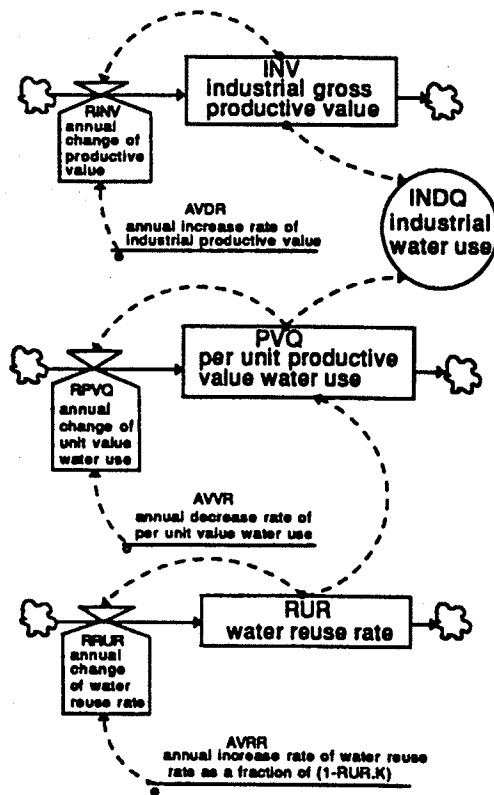 INV
industrial gross
productive value
RINV
annual
change of
productive
value
INDQ
industrial
water use
AVDR
annual increase rate of
industrial productive value
PVQ
per unit productive
value water use
RPVQ
annual
change of
unit value
water use
AVVR
annual decrease rate of
per unit value water use
RUR
water reuse rate
RRUR
annual
change
of water
reuse rate
AVRR
annual increase rate of water reuse
rate as a fraction of (1-RUR.K)